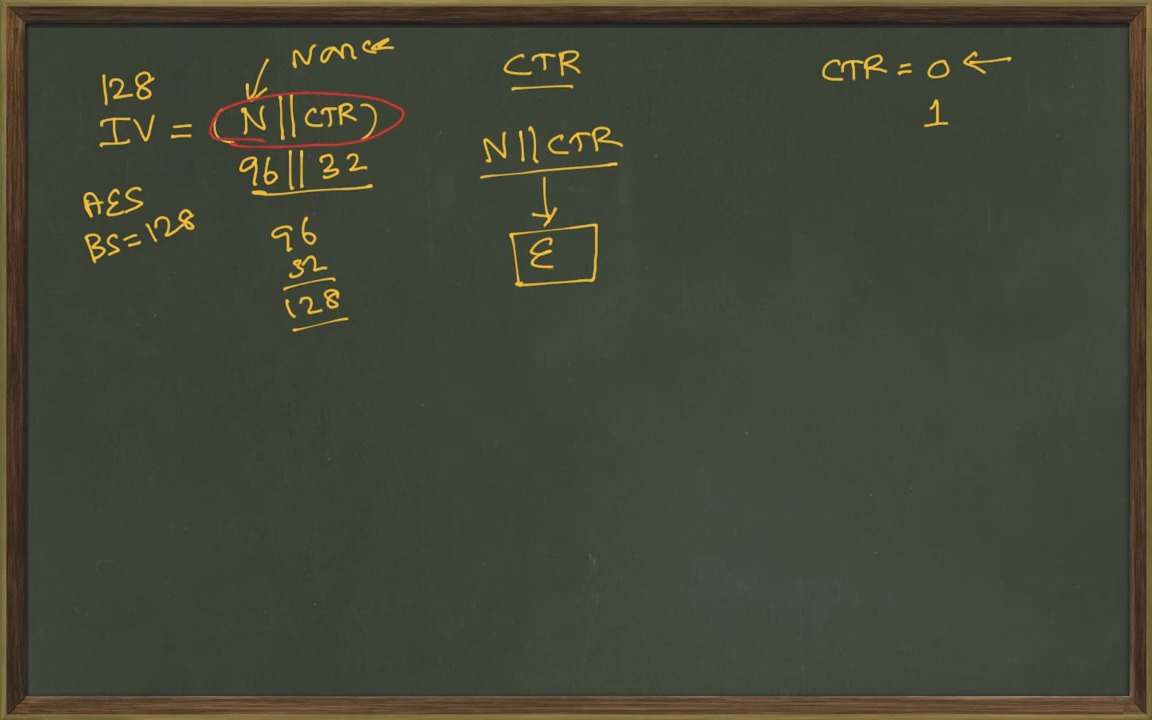 Nonce
128
IV = (N||CTR)
96||32
AES
BS=128
96
32
128
CTR
N||CTR
E
CTR = 0
1